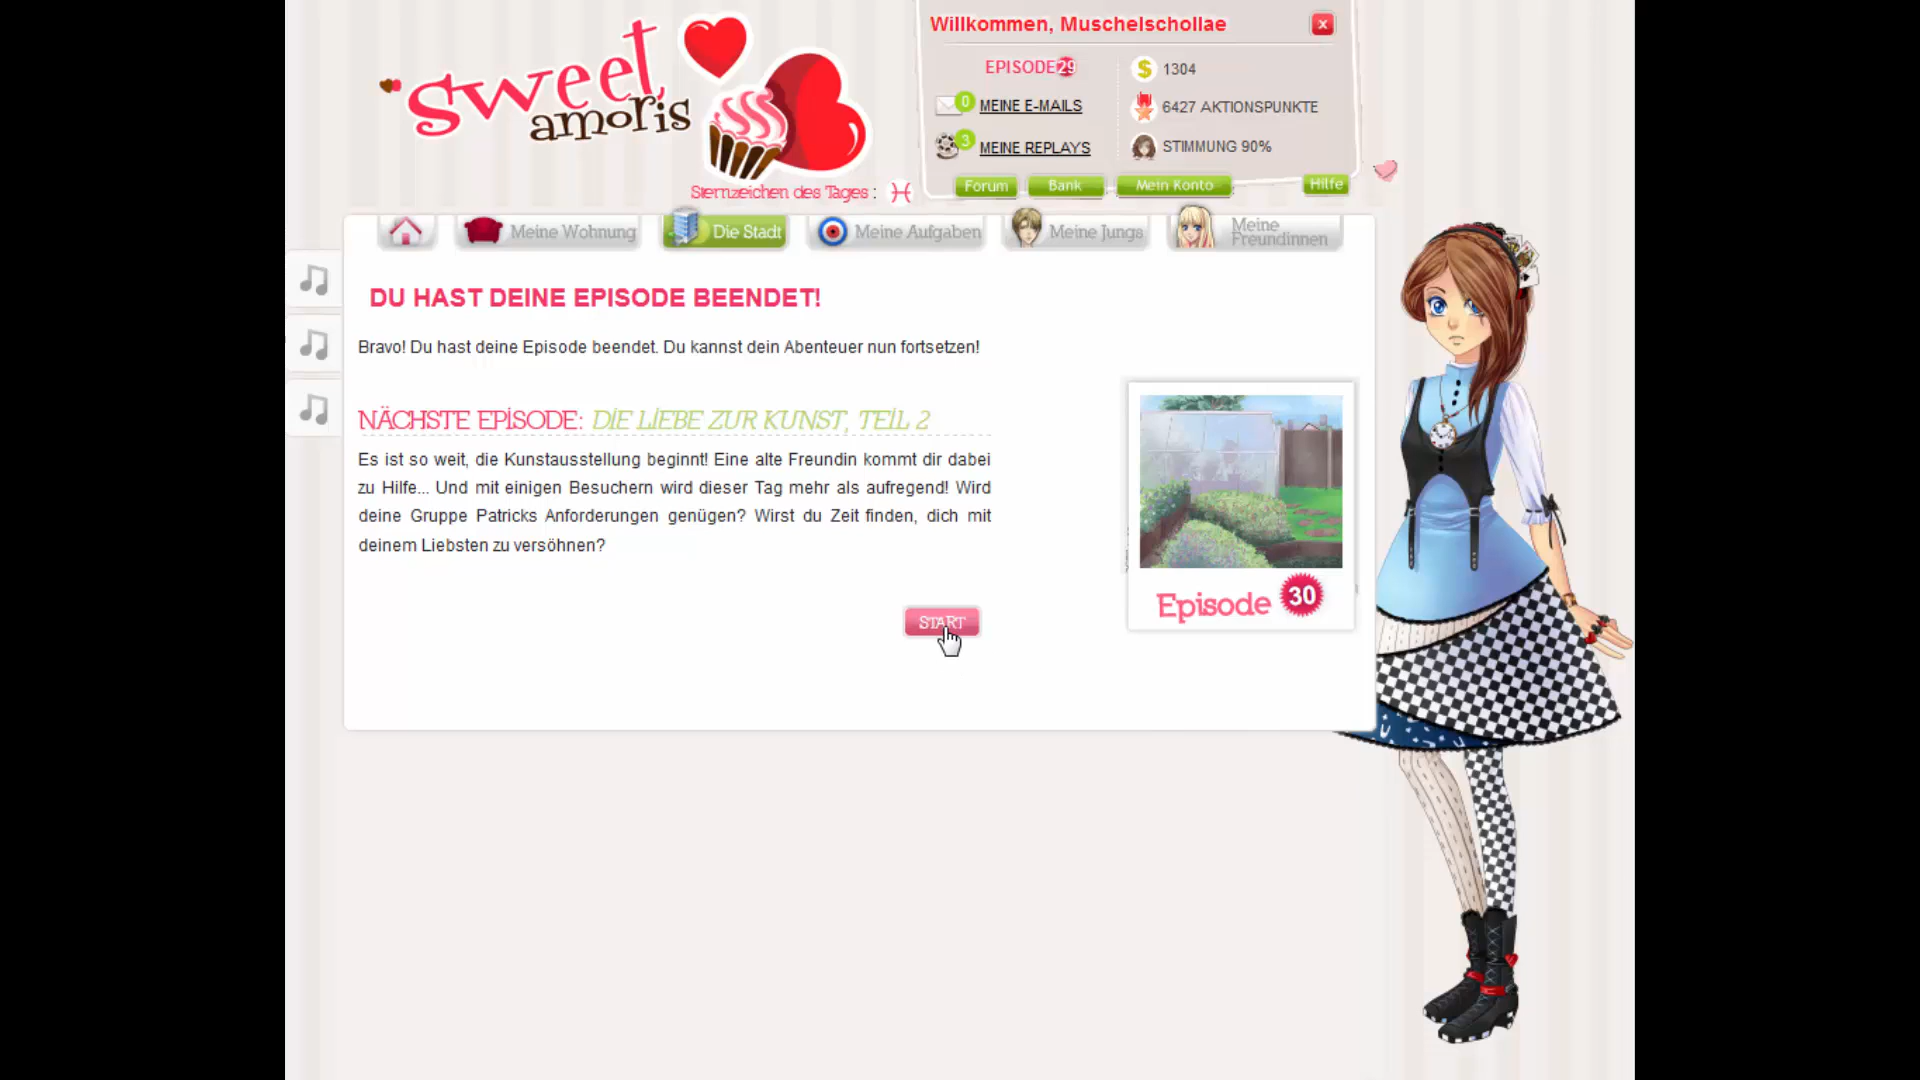 sweet
amoris
Willkommen, Muschelschollae
EPISODE 29
$ 1304
0 MEINE E-MAILS
6427 AKTIONSPUNKTE
3 MEINE REPLAYS
STIMMUNG 90%
Sternzeichen des Tages :
Forum
Bank
Mein Konto
Hilfe
Meine Wohnung
Die Stadt
Meine Aufgaben
Meine Jungs
Meine
Freundinnen
DU HAST DEINE EPISODE BEENDET!
Bravo! Du hast deine Episode beendet. Du kannst dein Abenteuer nun fortsetzen!
NÄCHSTE EPISODE: DIE LIEBE ZUR KUNST, TEIL 2
Es ist so weit, die Kunstausstellung beginnt! Eine alte Freundin kommt dir dabei
zu Hilfe... Und mit einigen Besuchern wird dieser Tag mehr als aufregend! Wird
deine Gruppe Patricks Anforderungen genügen? Wirst du Zeit finden, dich mit
deinem Liebsten zu versöhnen?
START
Episode 30